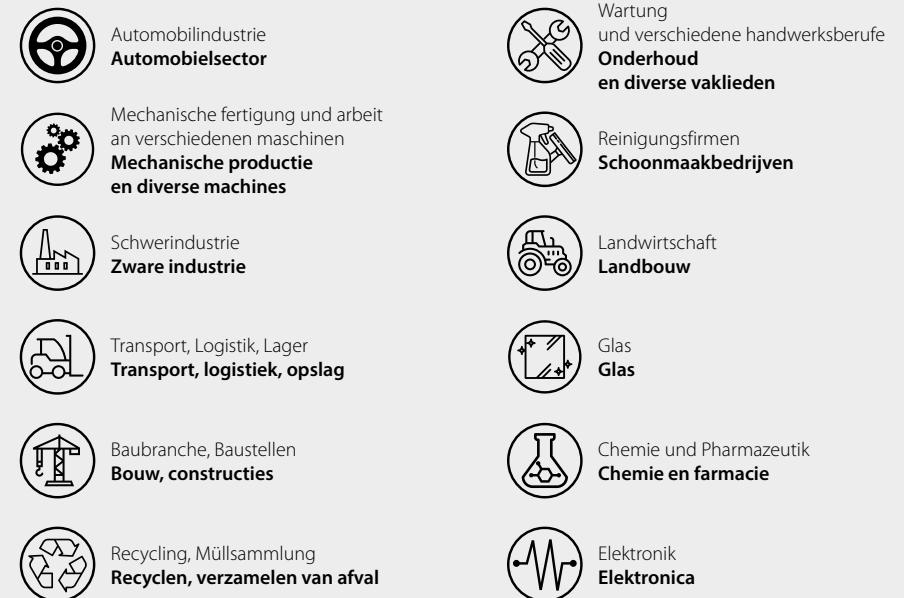 Automobilindustrie
Automobielsector
Mechanische fertigung und arbeit
an verschiedenen maschinen
Mechanische productie
en diverse machines
Schwerindustrie
Zware industrie
Transport, Logistik, Lager
Transport, logistiek, opslag
Baubranche, Baustellen
Bouw, constructies
Recycling, Müllsammlung
Recyclen, verzamelen van afval
Wartung
und verschiedene handwerksberufe
Onderhoud
en diverse vaklieden
Reinigungsfirmen
Schoonmaakbedrijven
Landwirtschaft
Landbouw
Glas
Glas
Chemie und Pharmazeutik
Chemie en farmacie
Elektronik
Elektronica